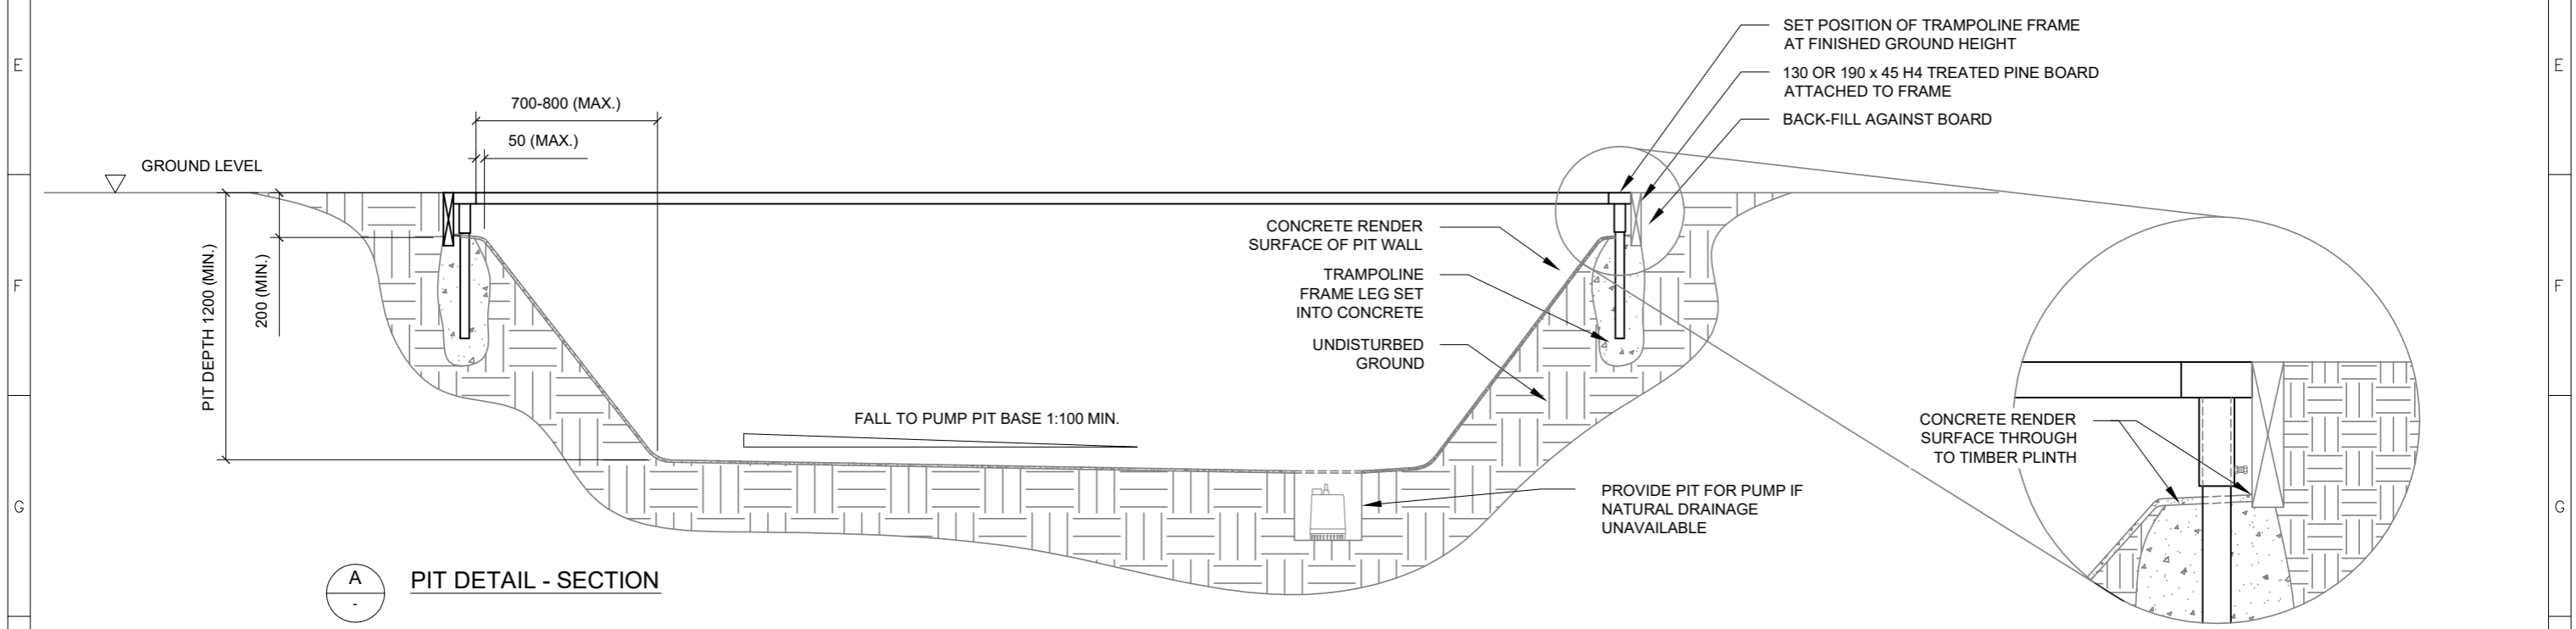 E
F
G
GROUND LEVEL
700-800 (MAX.)
50 (MAX.)
PIT DEPTH 1200 (MIN.)
200 (MIN.)
SET POSITION OF TRAMPOLINE FRAME
AT FINISHED GROUND HEIGHT
130 OR 190 x 45 H4 TREATED PINE BOARD
ATTACHED TO FRAME
BACK-FILL AGAINST BOARD
CONCRETE RENDER
SURFACE OF PIT WALL
TRAMPOLINE
FRAME LEG SET
INTO CONCRETE
UNDISTURBED
GROUND
FALL TO PUMP PIT BASE 1:100 MIN.
PROVIDE PIT FOR PUMP IF
NATURAL DRAINAGE
UNAVAILABLE
CONCRETE RENDER
SURFACE THROUGH
TO TIMBER PLINTH
A
-
PIT DETAIL - SECTION
E
F
G